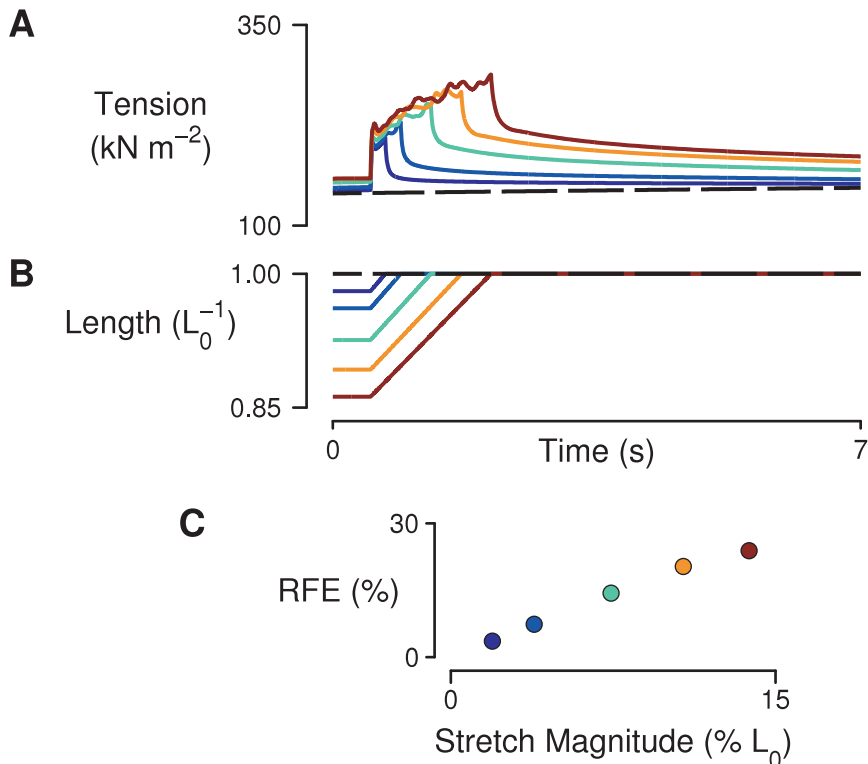 A
350
Tension
(kN m⁻²)
100
B
1.00
Length (L₀⁻¹)
0.85
0
Time (s)
7
C
30
RFE (%)
0
0
15
Stretch Magnitude (% L₀)